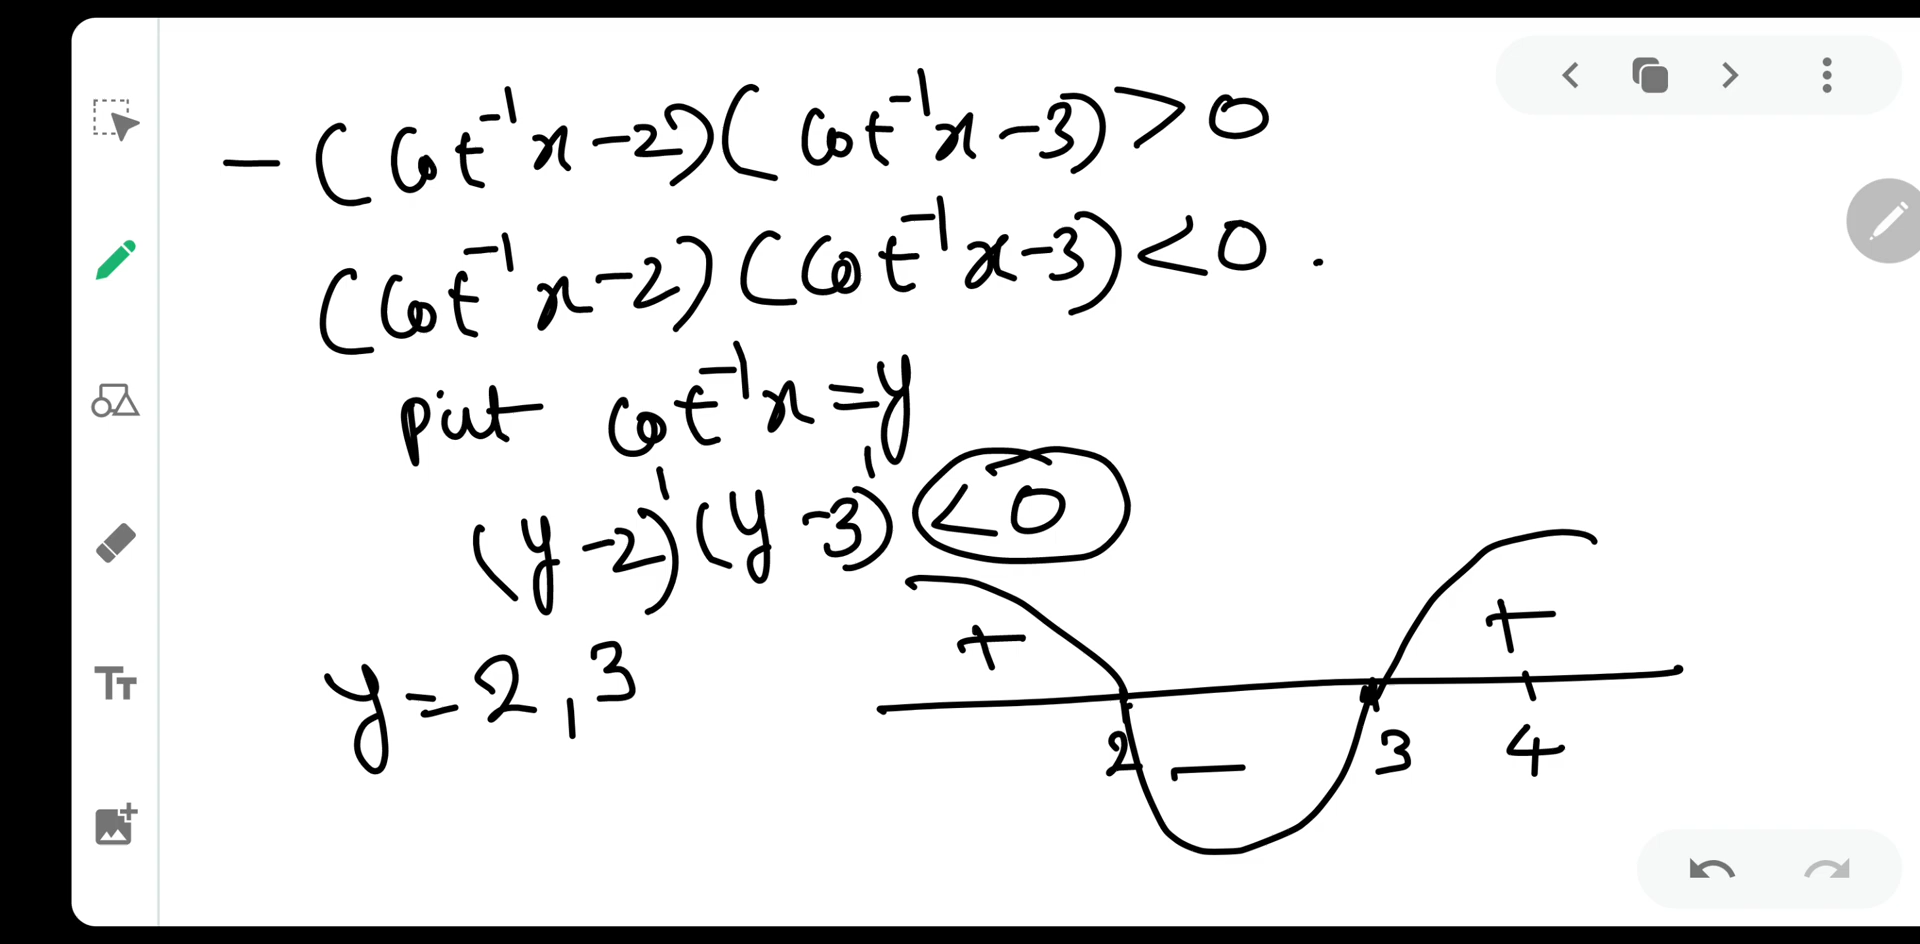 - (cot⁻¹x - 2)(cot⁻¹x - 3) > 0
(cot⁻¹x - 2)(cot⁻¹x - 3) < 0 .
put cot⁻¹x = y
(y - 2)(y - 3) < 0
+ +
y = 2, 3
2 - 3 4
Tт